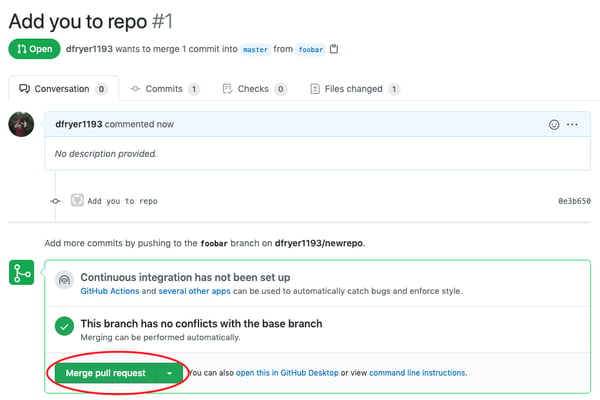 Add you to repo #1
Open dfryer1193 wants to merge 1 commit into master from foobar
Conversation 0 Commits 1 Checks 0 Files changed 1
dfryer1193 commented now
No description provided.
Add you to repo 0e3b650
Add more commits by pushing to the foobar branch on dfryer1193/newrepo.
Continuous integration has not been set up
GitHub Actions and several other apps can be used to automatically catch bugs and enforce style.
This branch has no conflicts with the base branch
Merging can be performed automatically.
Merge pull request You can also open this in GitHub Desktop or view command line instructions.